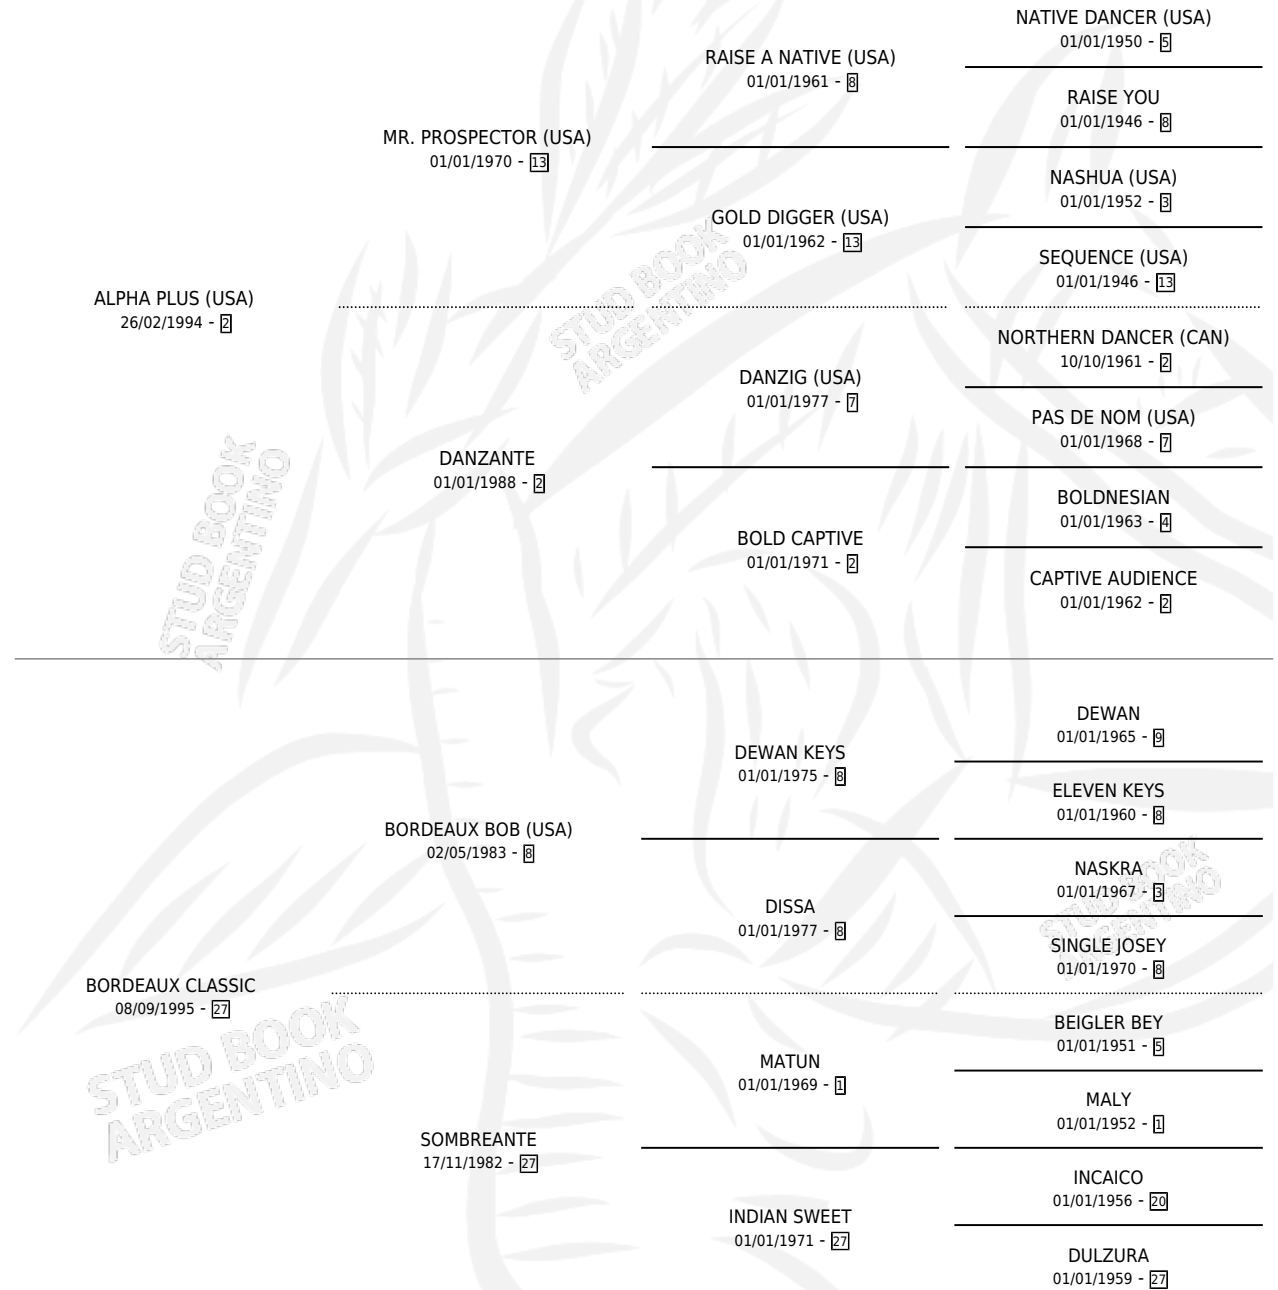 NATIVE DANCER (USA)
01/01/1950 - 5
RAISE A NATIVE (USA)
01/01/1961 - 8
RAISE YOU
01/01/1946 - 8
MR. PROSPECTOR (USA)
01/01/1970 - 13
NASHUA (USA)
01/01/1952 - 3
GOLD DIGGER (USA)
01/01/1962 - 13
SEQUENCE (USA)
01/01/1946 - 13
ALPHA PLUS (USA)
26/02/1994 - 2
STUD BOOK
ARGENTINO
NORTHERN DANCER (CAN)
10/10/1961 - 2
DANZIG (USA)
01/01/1977 - 7
PAS DE NOM (USA)
01/01/1968 - 7
DANZANTE
01/01/1988 - 2
BOLDNESIAN
01/01/1963 - 4
BOLD CAPTIVE
01/01/1971 - 2
CAPTIVE AUDIENCE
01/01/1962 - 2
STUD BOOK
ARGENTINO
DEWAN
01/01/1965 - 9
DEWAN KEYS
01/01/1975 - 8
ELEVEN KEYS
01/01/1960 - 8
BORDEAUX BOB (USA)
02/05/1983 - 8
NASKRA
01/01/1967 - 3
DISSA
01/01/1977 - 8
STUD BOOK
ARGENTINO
SINGLE JOSEY
01/01/1970 - 8
BORDEAUX CLASSIC
08/09/1995 - 27
STUD BOOK
ARGENTINO
BEIGLER BEY
01/01/1951 - 5
MATUN
01/01/1969 - 1
MALY
01/01/1952 - 1
SOMBREANTE
17/11/1982 - 27
INCAICO
01/01/1956 - 20
INDIAN SWEET
01/01/1971 - 27
DULZURA
01/01/1959 - 27